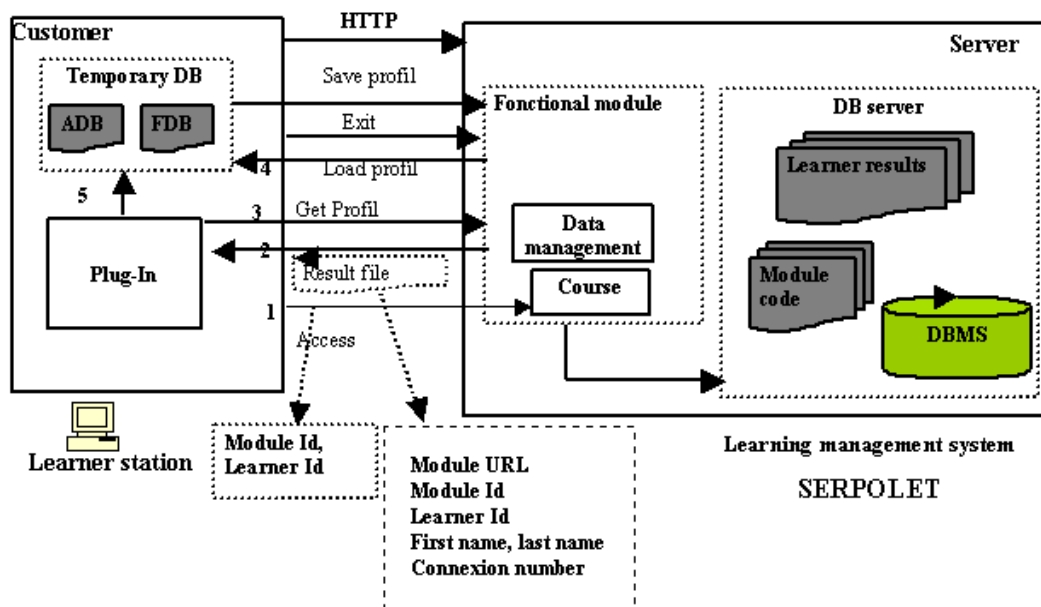 Customer
HTTP
Server
Temporary DB
ADB
FDB
Save profil
Exit
4
Load profil
5
3
Get Profil
2
Plug-In
Result file
1
Access
Fonctional module
Data
management
Course
DB server
Learner results
Module
code
DBMS
Learner station
Module Id,
Learner Id
Module URL
Module Id
Learner Id
First name, last name
Connexion number
Learning management system
SERPOLET